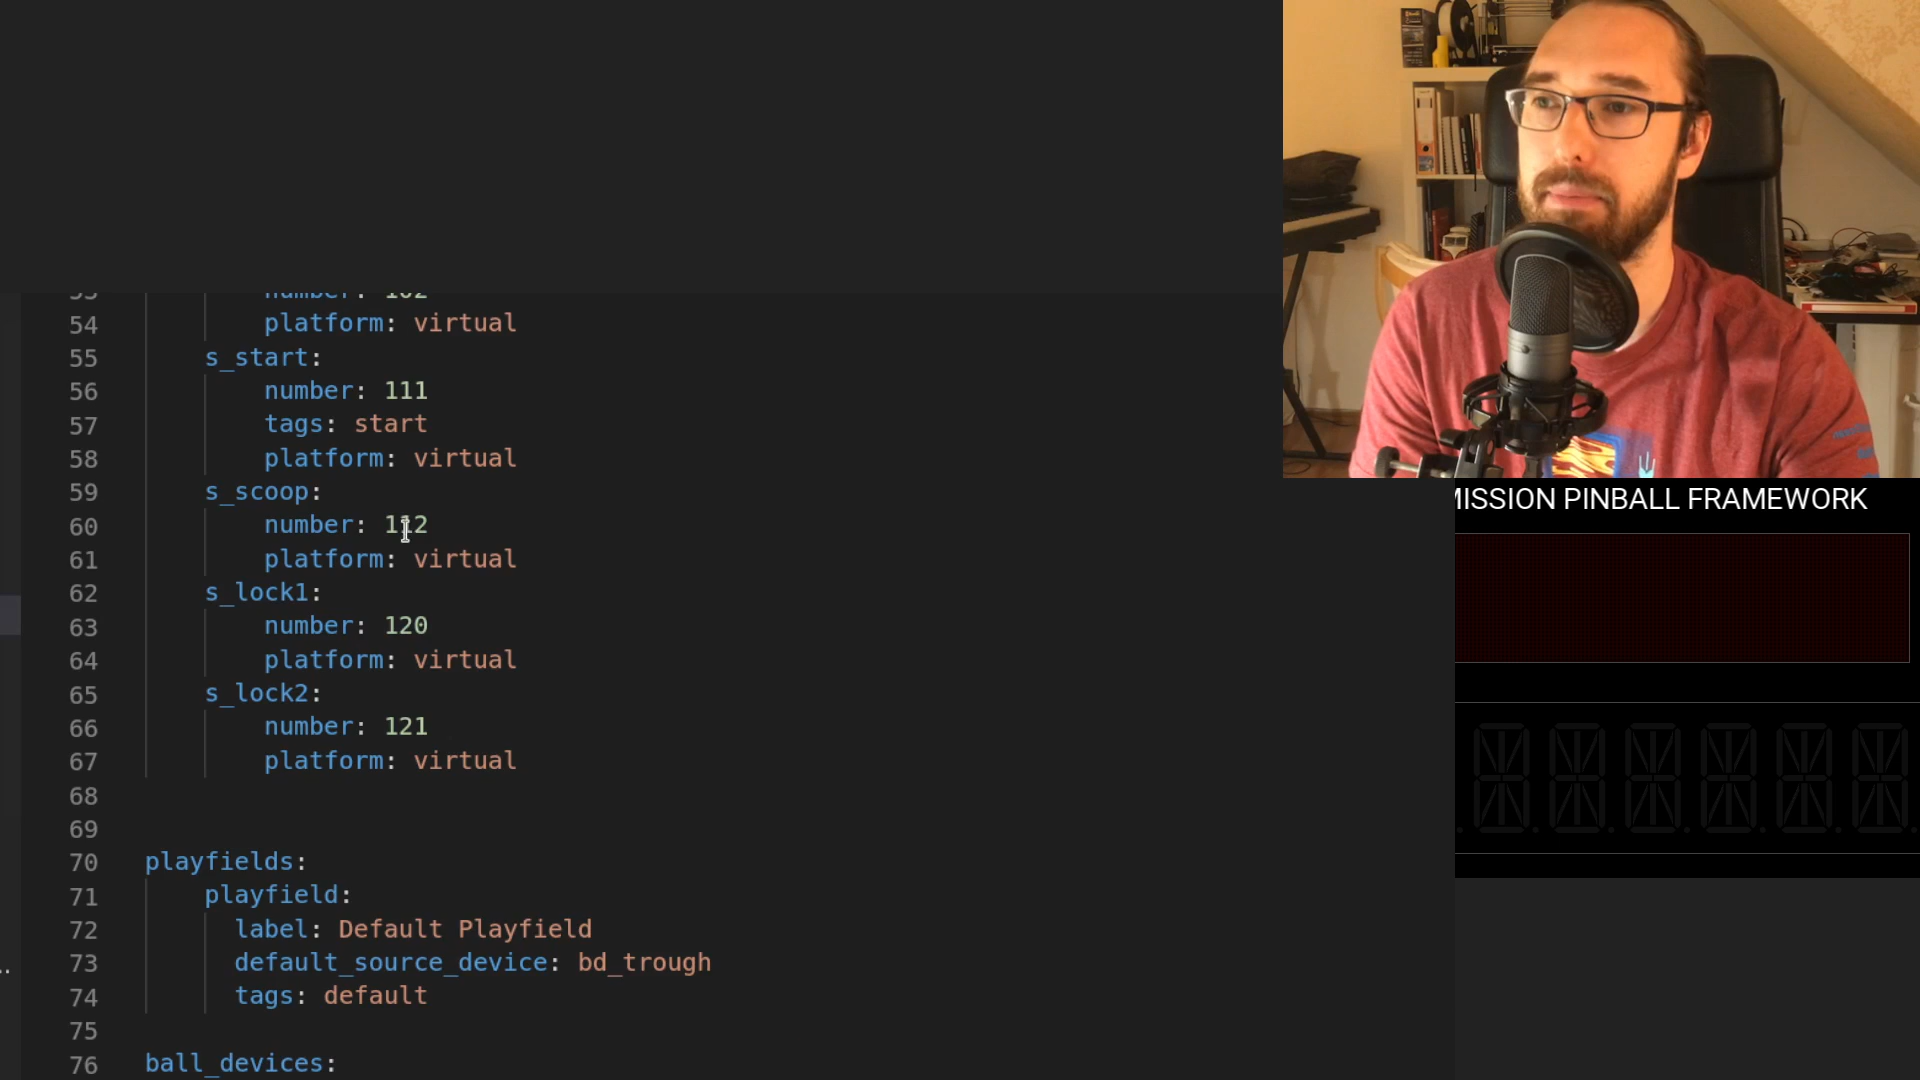 54 platform: virtual
55 s_start:
56 number: 111
57 tags: start
58 platform: virtual
59 s_scoop:
60 number: 112
61 platform: virtual
62 s_lock1:
63 number: 120
64 platform: virtual
65 s_lock2:
66 number: 121
67 platform: virtual
68
69
70 playfields:
71 playfield:
72 label: Default Playfield
73 default_source_device: bd_trough
74 tags: default
75
76 ball_devices:
MISSION PINBALL FRAMEWORK